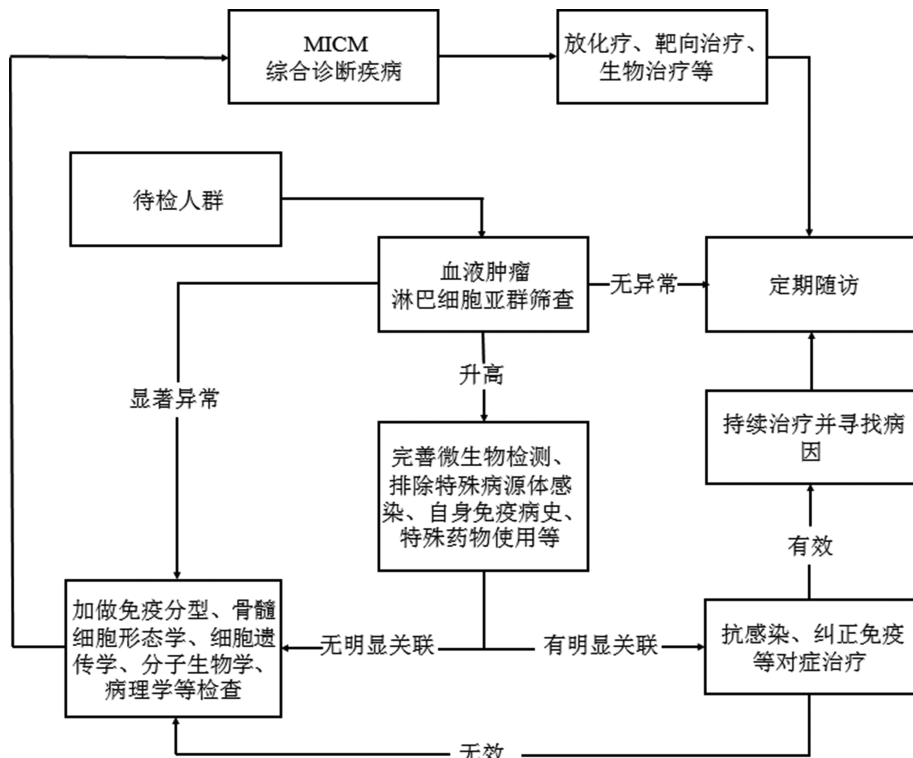 MICM
综合诊断疾病
放化疗、靶向治疗、
生物治疗等
待检人群
血液肿瘤
淋巴细胞亚群筛查
无异常
定期随访
升高
显著异常
持续治疗并寻找病
因
完善微生物检测、
排除特殊病源体感
染、自身免疫病史、
特殊药物使用等
有效
加做免疫分型、骨髓
细胞形态学、细胞遗
传学、分子生物学、
病理学等检查
无明显关联
有明显关联
抗感染、纠正免疫
等对症治疗
无效